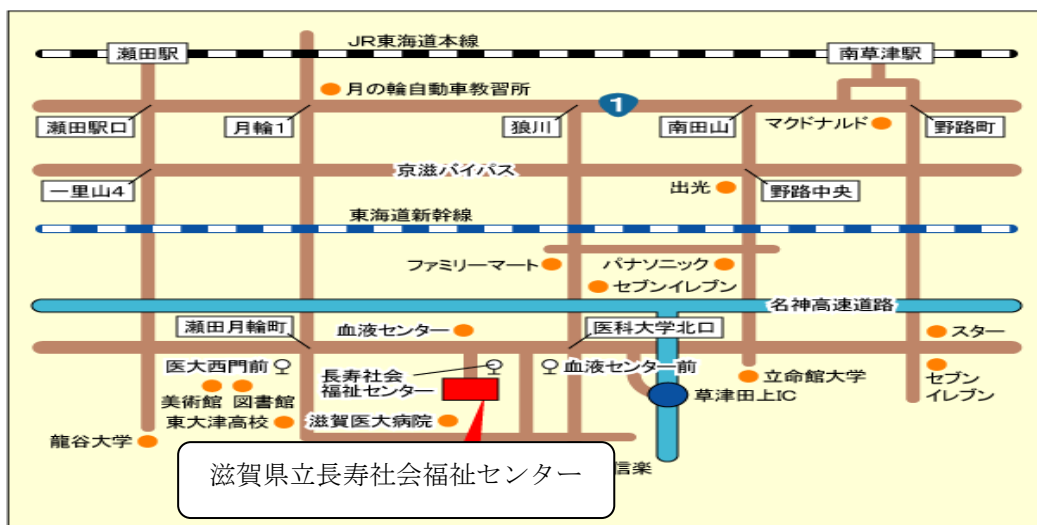 JR東海道本線
瀬田駅
南草津駅
月の輪自動車教習所
1
瀬田駅口
月輪1
狼川
南田山
マクドナルド
野路町
京滋バイパス
一里山4
出光
野路中央
東海道新幹線
ファミリーマート
パナソニック
セブンイレブン
名神高速道路
瀬田月輪町
血液センター
医科大学北口
スター
医大西門前
長寿社会
福祉センター
血液センター前
立命館大学
セブン
イレブン
美術館
図書館
草津田上IC
東大津高校
滋賀医大病院
龍谷大学
信楽
滋賀県立長寿社会福祉センター